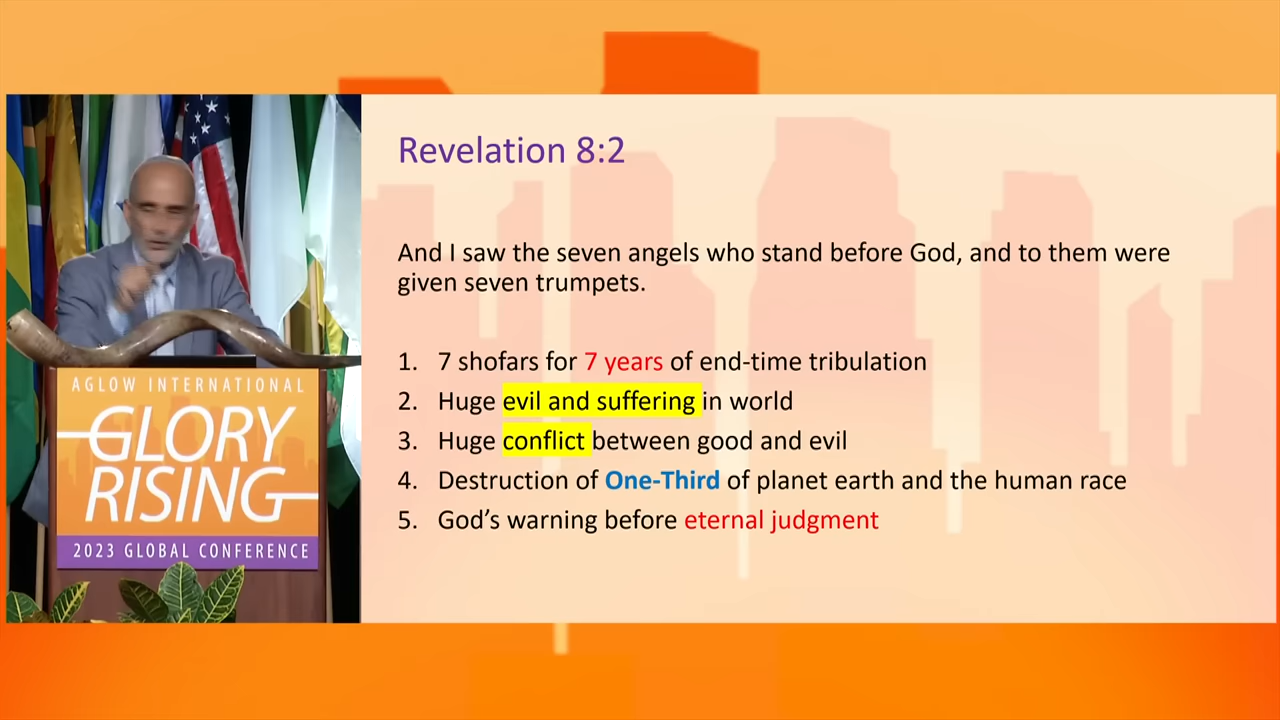 AGLOW INTERNATIONAL
GLORY
RISING
2023 GLOBAL CONFERENCE
Revelation 8:2
And I saw the seven angels who stand before God, and to them were
given seven trumpets.
1. 7 shofars for 7 years of end-time tribulation
2. Huge evil and suffering in world
3. Huge conflict between good and evil
4. Destruction of One-Third of planet earth and the human race
5. God’s warning before eternal judgment